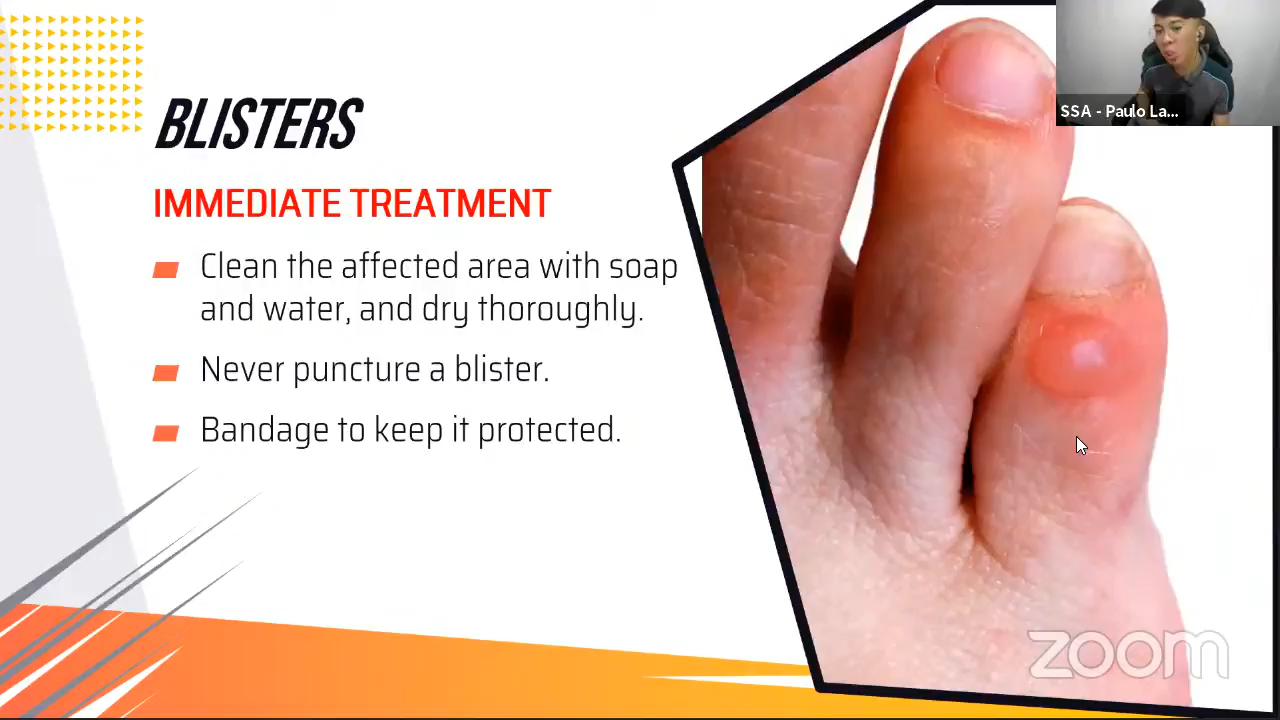 SSA - Paulo La...
BLISTERS
IMMEDIATE TREATMENT
Clean the affected area with soap
and water, and dry thoroughly.
Never puncture a blister.
Bandage to keep it protected.
zoom